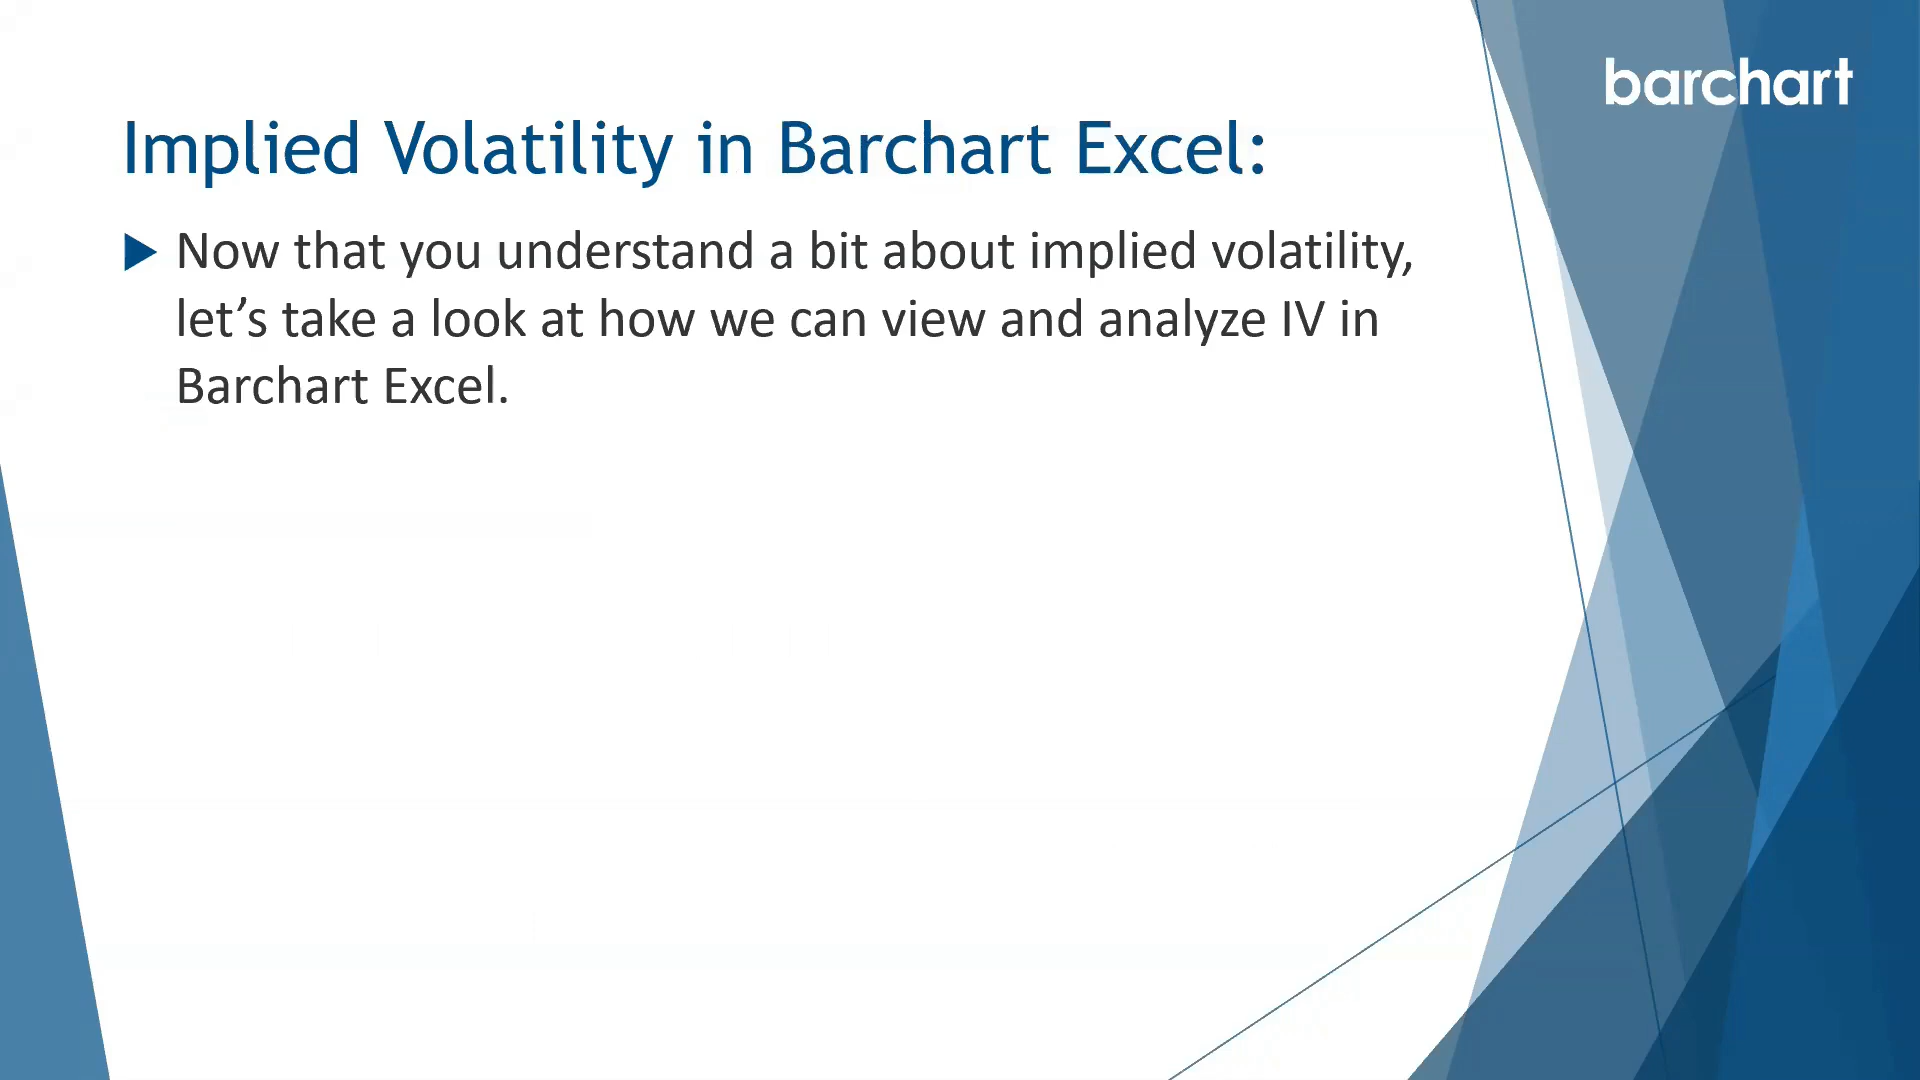 barchart
Implied Volatility in Barchart Excel:
Now that you understand a bit about implied volatility,
let’s take a look at how we can view and analyze IV in
Barchart Excel.